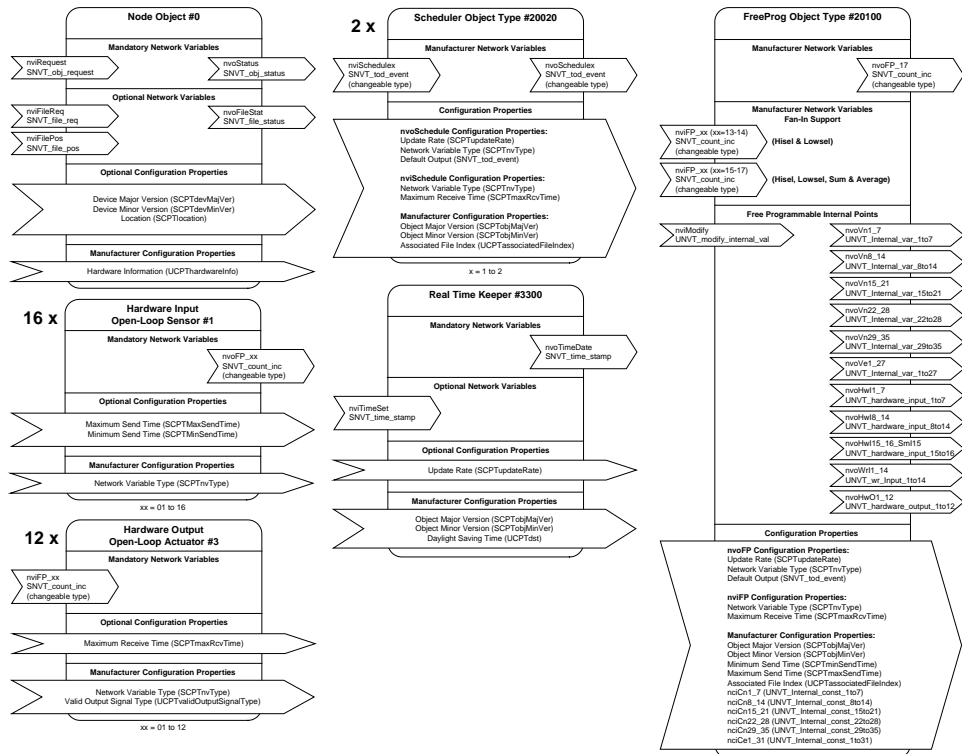 Node Object #0
Mandatory Network Variables
nviRequest
SNVT_obj_request
nvoStatus
SNVT_obj_status
Optional Network Variables
nviFileReq
SNVT_file_req
nvoFileStat
SNVT_file_status
nviFilePos
SNVT_file_pos
Optional Configuration Properties
Device Major Version (SCPTdevMajVer)
Device Minor Version (SCPTdevMinVer)
Location (SCPTlocation)
Manufacturer Configuration Properties
Hardware Information (UCPThardwareInfo)
16 x
Hardware Input
Open-Loop Sensor #1
Mandatory Network Variables
nvoFP_xx
SNVT_count_inc
(changeable type)
Optional Configuration Properties
Maximum Send Time (SCPTMaxSendTime)
Minimum Send Time (SCPTMinSendTime)
Manufacturer Configuration Properties
Network Variable Type (SCPTnvType)
xx = 01 to 16
12 x
Hardware Output
Open-Loop Actuator #3
Mandatory Network Variables
nviFP_xx
SNVT_count_inc
(changeable type)
Optional Configuration Properties
Maximum Receive Time (SCPTmaxRcvTime)
Manufacturer Configuration Properties
Network Variable Type (SCPTnvType)
Valid Output Signal Type (UCPTvalidOutputSignalType)
xx = 01 to 12
2 x
Scheduler Object Type #20020
Manufacturer Network Variables
nviSchedulex
SNVT_tod_event
(changeable type)
nvoSchedulex
SNVT_tod_event
(changeable type)
Configuration Properties
nvoSchedule Configuration Properties:
Update Rate (SCPTupdateRate)
Network Variable Type (SCPTnvType)
Default Output (SNVT_tod_event)
nviSchedule Configuration Properties:
Network Variable Type (SCPTnvType)
Maximum Receive Time (SCPTmaxRcvTime)
Manufacturer Configuration Properties:
Object Major Version (SCPTobjMajVer)
Object Minor Version (SCPTobjMinVer)
Associated File Index (UCPTassociatedFileIndex)
x = 1 to 2
Real Time Keeper #3300
Mandatory Network Variables
nvoTimeDate
SNVT_time_stamp
Optional Network Variables
nviTimeSet
SNVT_time_stamp
Optional Configuration Properties
Update Rate (SCPTupdateRate)
Manufacturer Configuration Properties
Object Major Version (SCPTobjMajVer)
Object Minor Version (SCPTobjMinVer)
Daylight Saving Time (UCPTdst)
FreeProg Object Type #20100
Manufacturer Network Variables
nvoFP_17
SNVT_count_inc
(changeable type)
Manufacturer Network Variables
Fan-In Support
nviFP_xx (xx=13-14)
SNVT_count_inc
(changeable type)
(Hisel & Lowsel)
nviFP_xx (xx=15-17)
SNVT_count_inc
(changeable type)
(Hisel, Lowsel, Sum & Average)
Free Programmable Internal Points
nviModify
UNVT_modify_internal_val
nvoVn1_7
UNVT_Internal_var_1to7
nvoVn8_14
UNVT_Internal_var_8to14
nvoVn15_21
UNVT_Internal_var_15to21
nvoVn22_28
UNVT_Internal_var_22to28
nvoVn29_35
UNVT_Internal_var_29to35
nvoVe1_27
UNVT_Internal_var_1to27
nvoHwI1_7
UNVT_hardware_input_1to7
nvoHwI8_14
UNVT_hardware_input_8to14
nvoHwI15_16_SmI15
UNVT_hardware_input_15to16
nvoWrI1_14
UNVT_wr_Input_1to14
nvoHwO1_12
UNVT_hardware_output_1to12
Configuration Properties
nvoFP Configuration Properties:
Update Rate (SCPTupdateRate)
Network Variable Type (SCPTnvType)
Default Output (SNVT_tod_event)
nviFP Configuration Properties:
Network Variable Type (SCPTnvType)
Maximum Receive Time (SCPTmaxRcvTime)
Manufacturer Configuration Properties:
Object Major Version (SCPTobjMajVer)
Object Minor Version (SCPTobjMinVer)
Minimum Send Time (SCPTminSendTime)
Maximum Send Time (SCPTmaxSendTime)
Associated File Index (UCPTassociatedFileIndex)
nciCn1_7 (UNVT_Internal_const_1to7)
nciCn8_14 (UNVT_Internal_const_8to14)
nciCn15_21 (UNVT_Internal_const_15to21)
nciCn22_28 (UNVT_Internal_const_22to28)
nciCn29_35 (UNVT_Internal_const_29to35)
nciCe1_31 (UNVT_Internal_const_1to31)